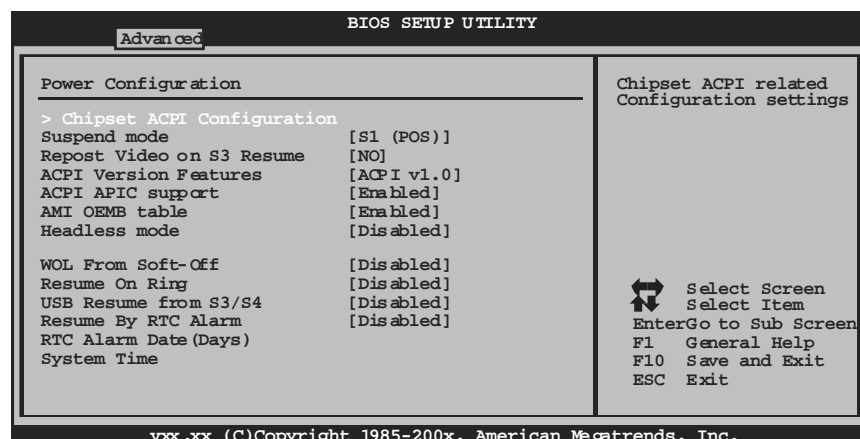 BIOS SETUP UTILITY
Advanced
Power Configuration
> Chipset ACPI Configuration
Suspend mode [S1 (POS)]
Repost Video on S3 Resume [NO]
ACPI Version Features [ACPI v1.0]
ACPI APIC support [Enabled]
AMI OEMB table [Enabled]
Headless mode [Disabled]
WOL From Soft-Off [Disabled]
Resume On Ring [Disabled]
USB Resume from S3/S4 [Disabled]
Resume By RTC Alarm [Disabled]
RTC Alarm Date(Days)
System Time
Chipset ACPI related
Configuration settings
Select Screen
Select Item
EnterGo to Sub Screen
F1 General Help
F10 Save and Exit
ESC Exit
vxx.xx (C)Copyright 1985-200x, American Megatrends, Inc.